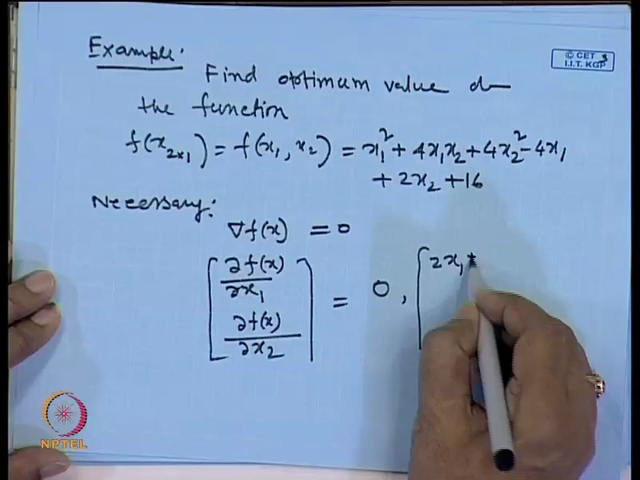 Example:
© CET
I.I.T. KGP
Find optimum value of
the function
f(x₂ₓ₁) = f(x₁, x₂) = x₁² + 4x₁x₂ + 4x₂² - 4x₁
+ 2x₂ + 16
Necessary:
∇f(x) = 0
[∂f(x)/∂x₁
∂f(x)/∂x₂] = 0, [2x₁ +
NPTEL